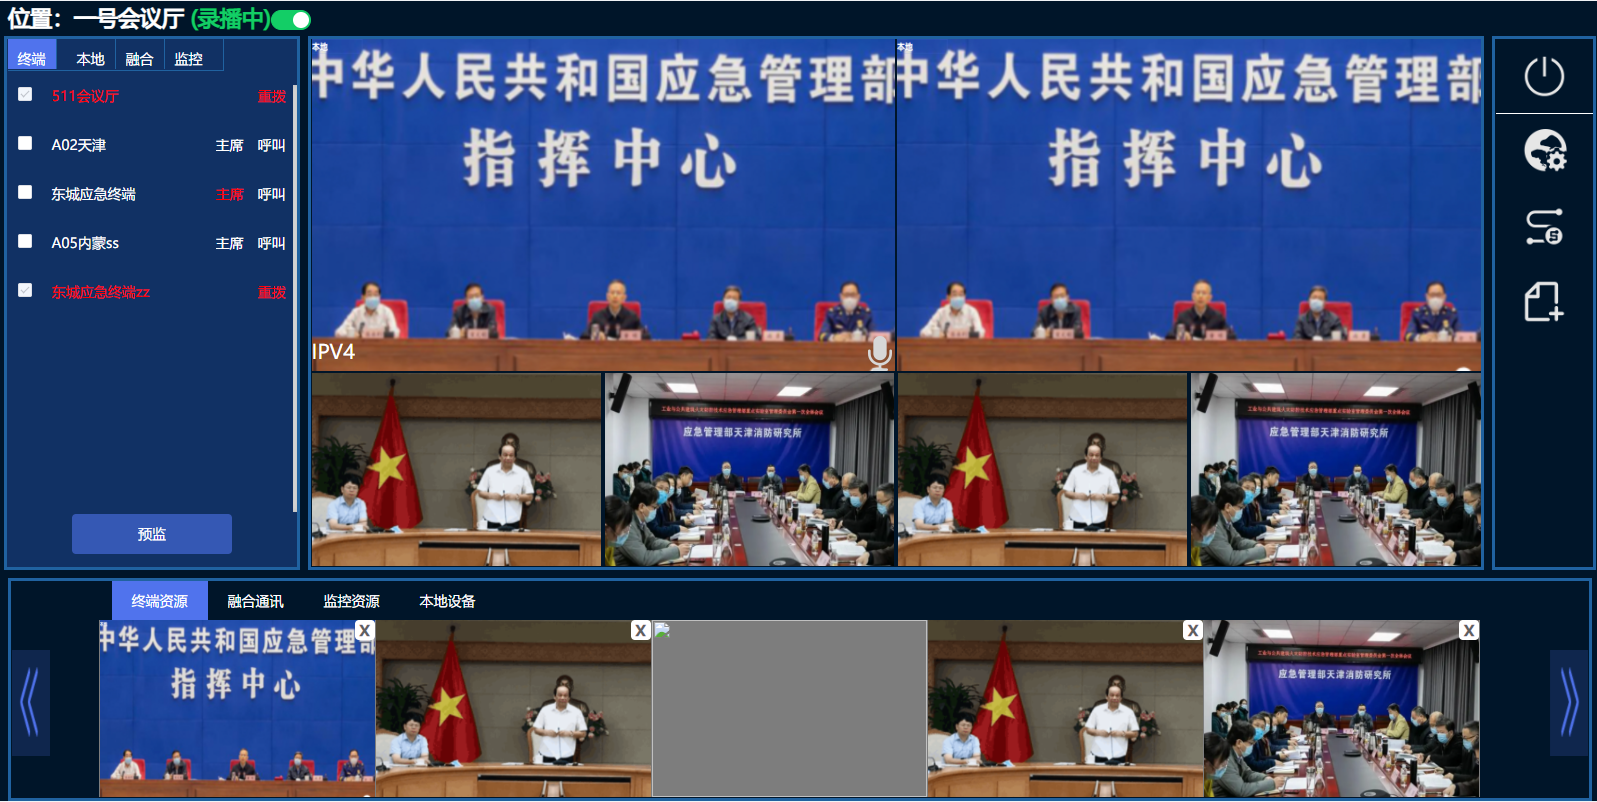 位置：一号会议厅 (录播中)
终端 本地 融合 监控
511会议厅 重拨
A02天津 主席 呼叫
东城应急终端 主席 呼叫
A05内蒙ss 主席 呼叫
东城应急终端zz 重拨
预监
本地
中华人民共和国应急管理部
指挥中心
IPV4
本地
中华人民共和国应急管理部
指挥中心
应急管理部天津消防研究所
应急管理部天津消防研究所
终端资源 融合通讯 监控资源 本地设备
X
X
X
X
中华人民共和国应急管理部
指挥中心
应急管理部天津消防研究所